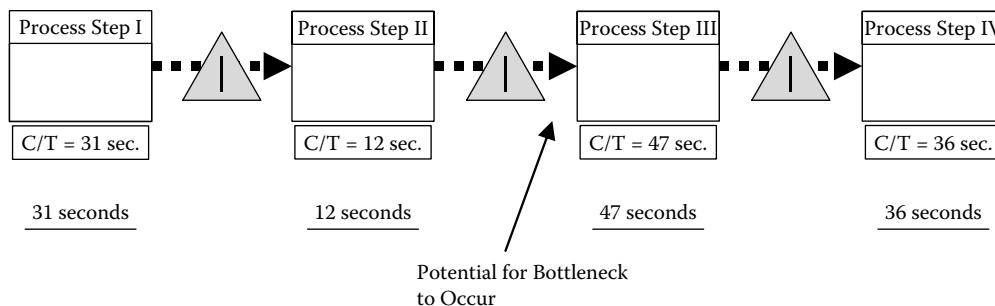 Process Step I
Process Step II
Process Step III
Process Step IV
I
I
I
C/T = 31 sec.
C/T = 12 sec.
C/T = 47 sec.
C/T = 36 sec.
31 seconds
12 seconds
47 seconds
36 seconds
Potential for Bottleneck
to Occur